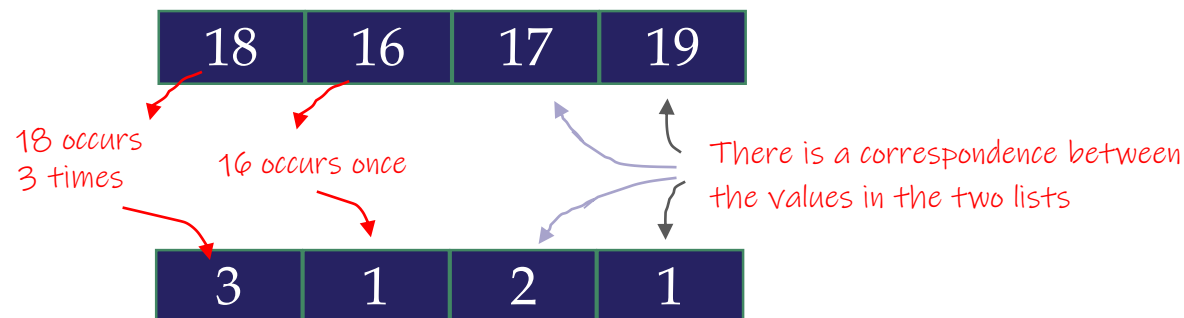 18 16 17 19
18 occurs
3 times
16 occurs once
There is a correspondence between
the values in the two lists
3 1 2 1